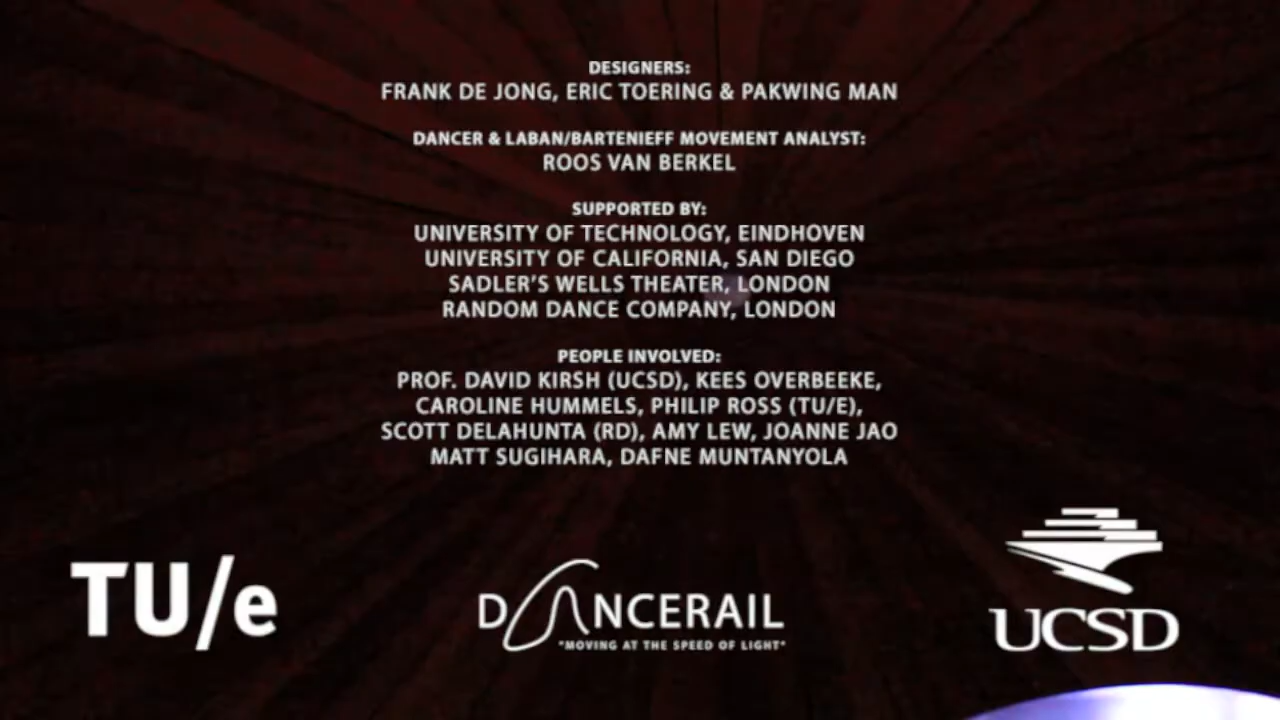 DESIGNERS:
FRANK DE JONG, ERIC TOERING & PAKWING MAN
DANCER & LABAN/BARTENIEFF MOVEMENT ANALYST:
ROOS VAN BERKEL
SUPPORTED BY:
UNIVERSITY OF TECHNOLOGY, EINDHOVEN
UNIVERSITY OF CALIFORNIA, SAN DIEGO
SADLER'S WELLS THEATER, LONDON
RANDOM DANCE COMPANY, LONDON
PEOPLE INVOLVED:
PROF. DAVID KIRSH (UCSD), KEES OVERBEEKE,
CAROLINE HUMMELS, PHILIP ROSS (TU/E),
SCOTT DELAHUNTA (RD), AMY LEW, JOANNE JAO
MATT SUGIHARA, DAFNE MUNTANYOLA
TU/e
DANCERAIL
"MOVING AT THE SPEED OF LIGHT"
UCSD